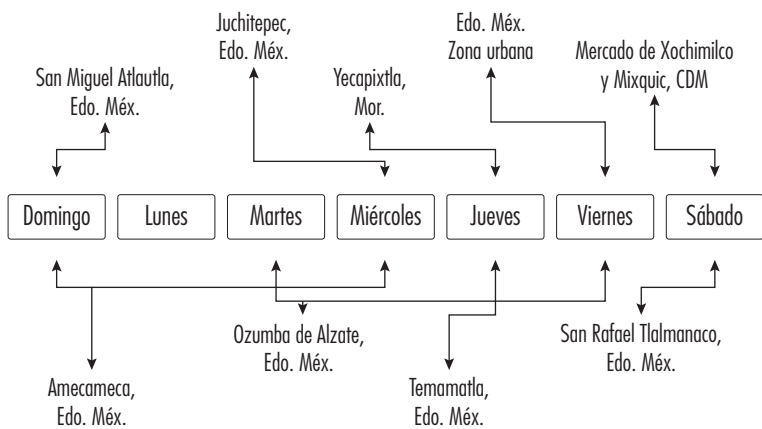 Juchitepec,
Edo. Méx.
Edo. Méx.
Zona urbana
Mercado de Xochimilco
y Mixquic, CDM
San Miguel Atlautla,
Edo. Méx.
Yecapixtla,
Mor.
Domingo
Lunes
Martes
Miércoles
Jueves
Viernes
Sábado
Ozumba de Alzate,
Edo. Méx.
San Rafael Tlalmanaco,
Edo. Méx.
Amecameca,
Edo. Méx.
Temamatla,
Edo. Méx.